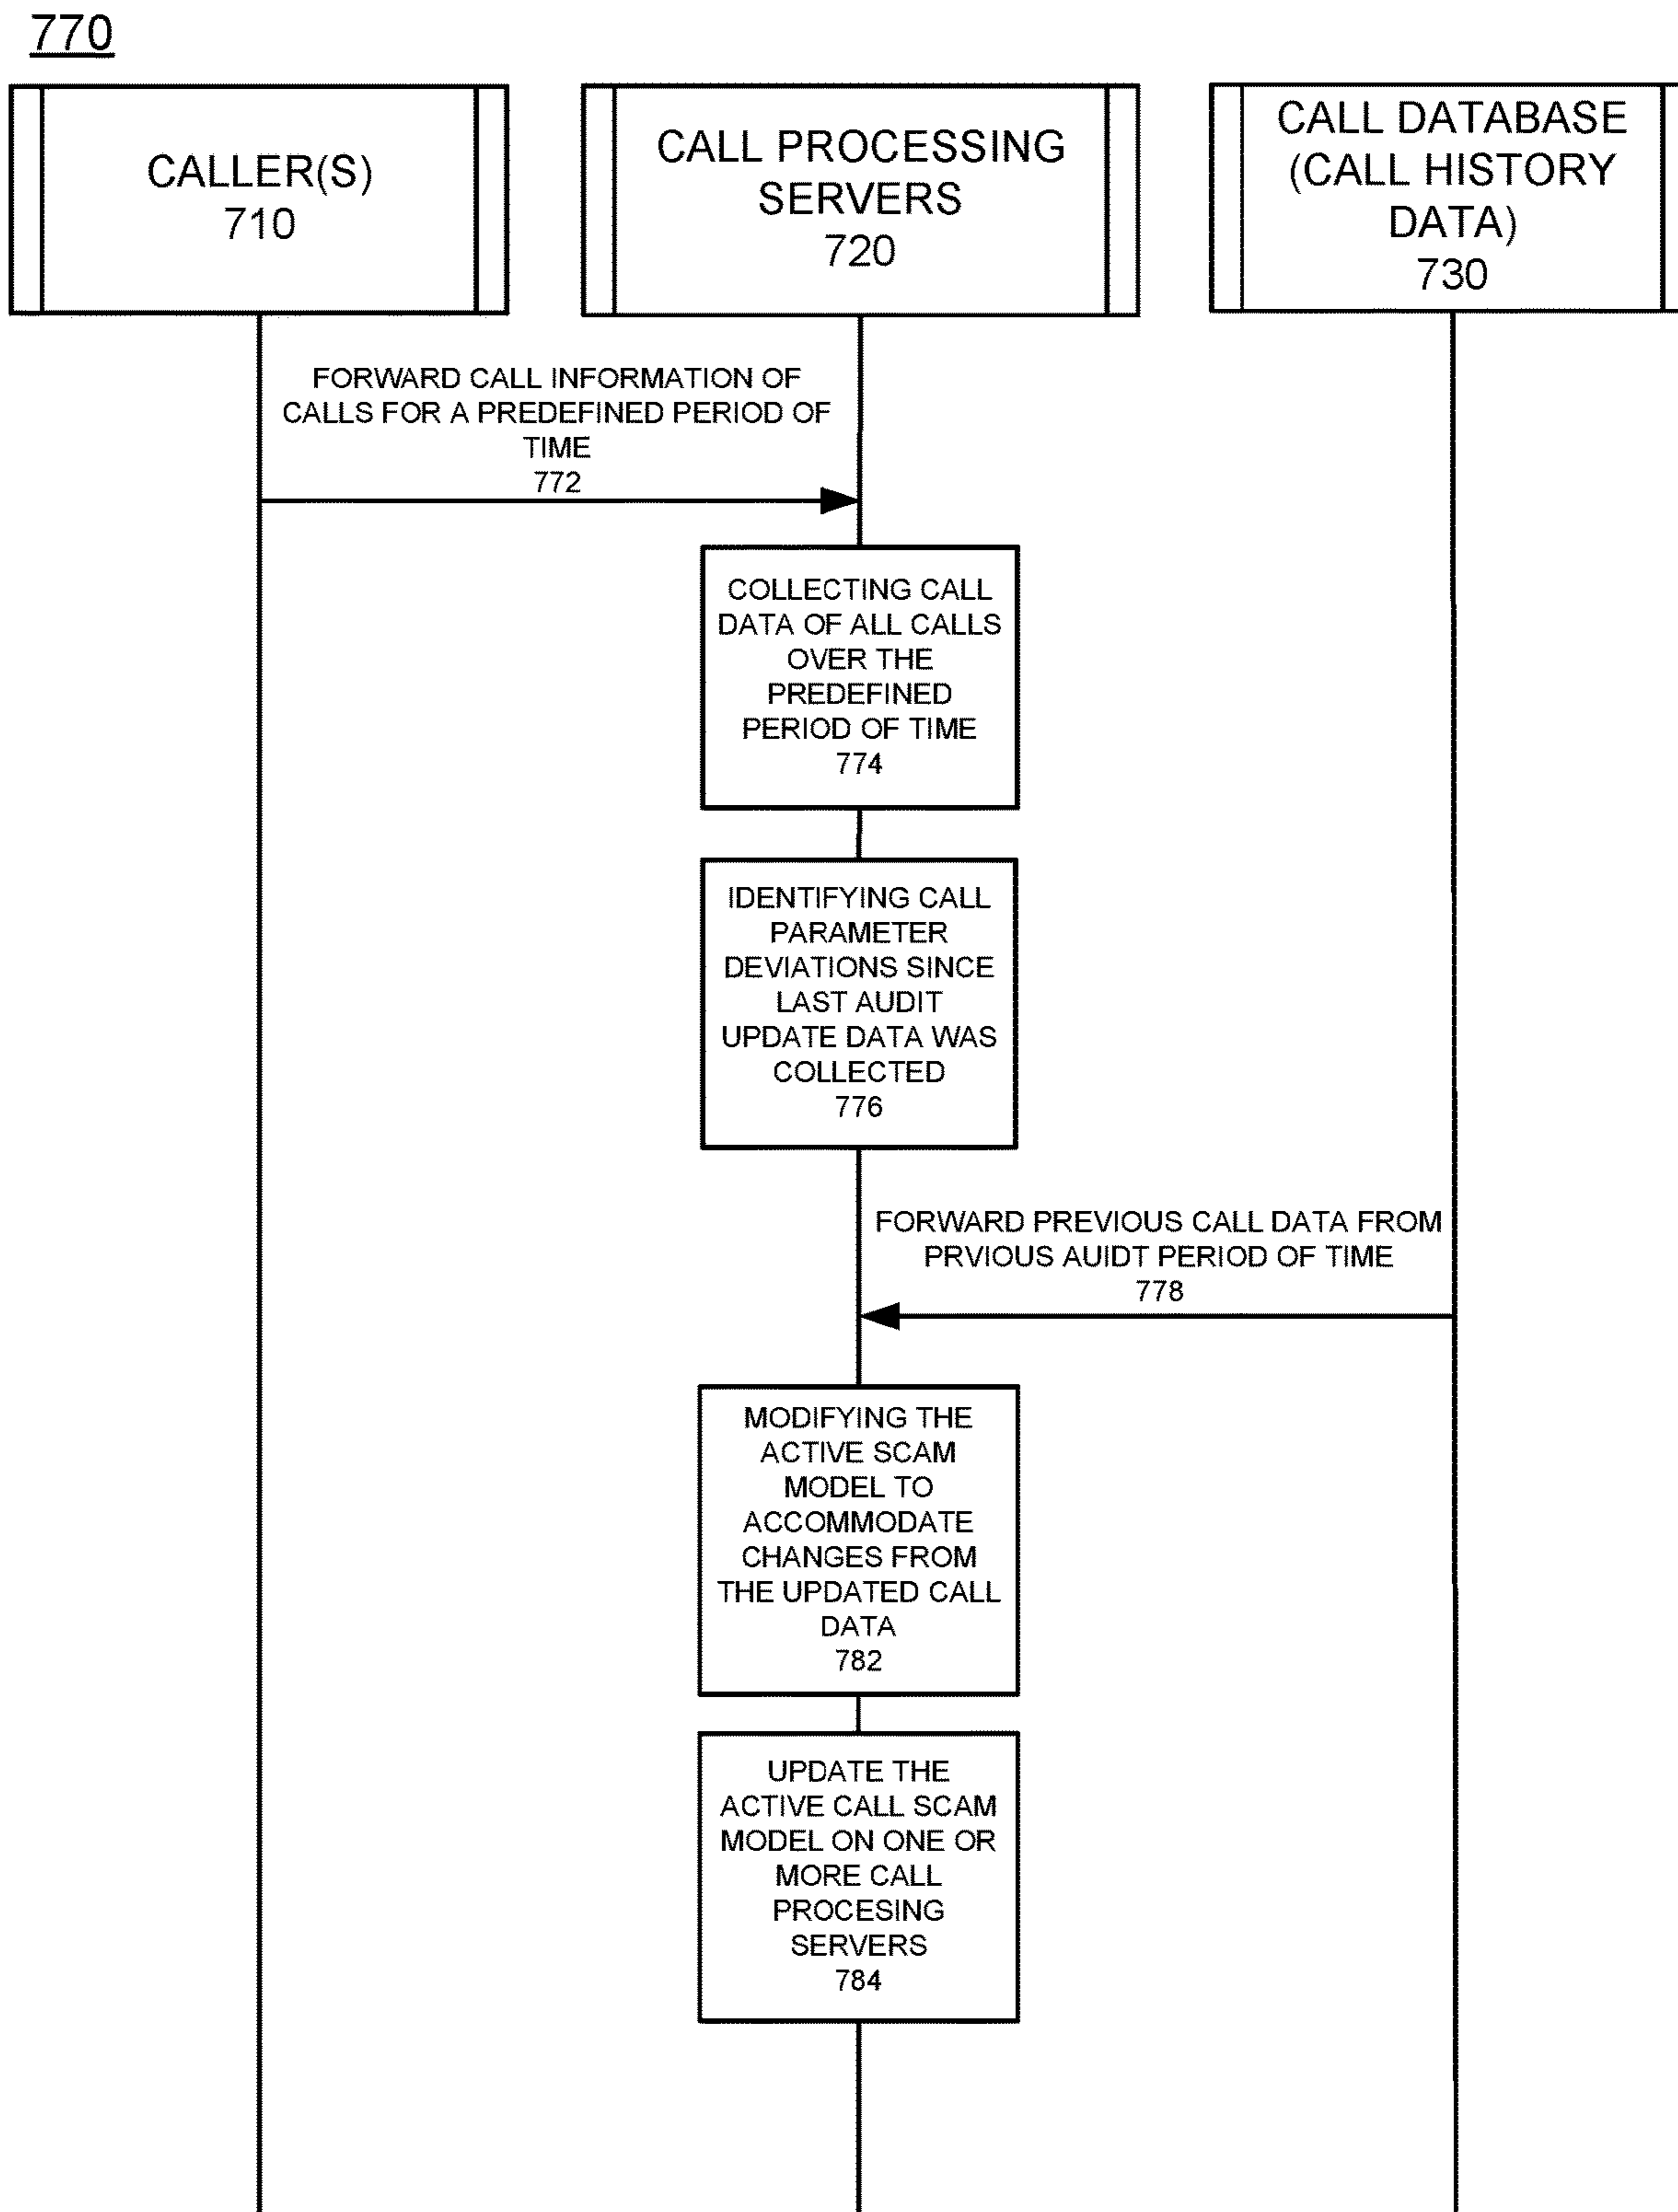 770
CALLER(S)
710
CALL PROCESSING
SERVERS
720
CALL DATABASE
(CALL HISTORY
DATA)
730
FORWARD CALL INFORMATION OF
CALLS FOR A PREDEFINED PERIOD OF
TIME
772
COLLECTING CALL
DATA OF ALL CALLS
OVER THE
PREDEFINED
PERIOD OF TIME
774
IDENTIFYING CALL
PARAMETER
DEVIATIONS SINCE
LAST AUDIT
UPDATE DATA WAS
COLLECTED
776
FORWARD PREVIOUS CALL DATA FROM
PRVIOUS AUIDT PERIOD OF TIME
778
MODIFYING THE
ACTIVE SCAM
MODEL TO
ACCOMMODATE
CHANGES FROM
THE UPDATED CALL
DATA
782
UPDATE THE
ACTIVE CALL SCAM
MODEL ON ONE OR
MORE CALL
PROCESING
SERVERS
784